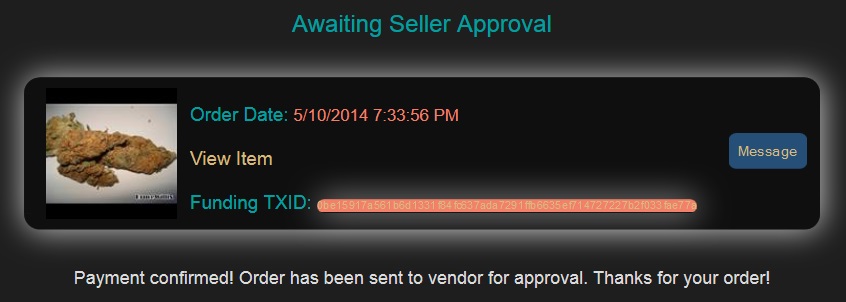 Awaiting Seller Approval
Order Date: 5/10/2014 7:33:56 PM
View Item
Message
Funding TXID:
Payment confirmed! Order has been sent to vendor for approval. Thanks for your order!